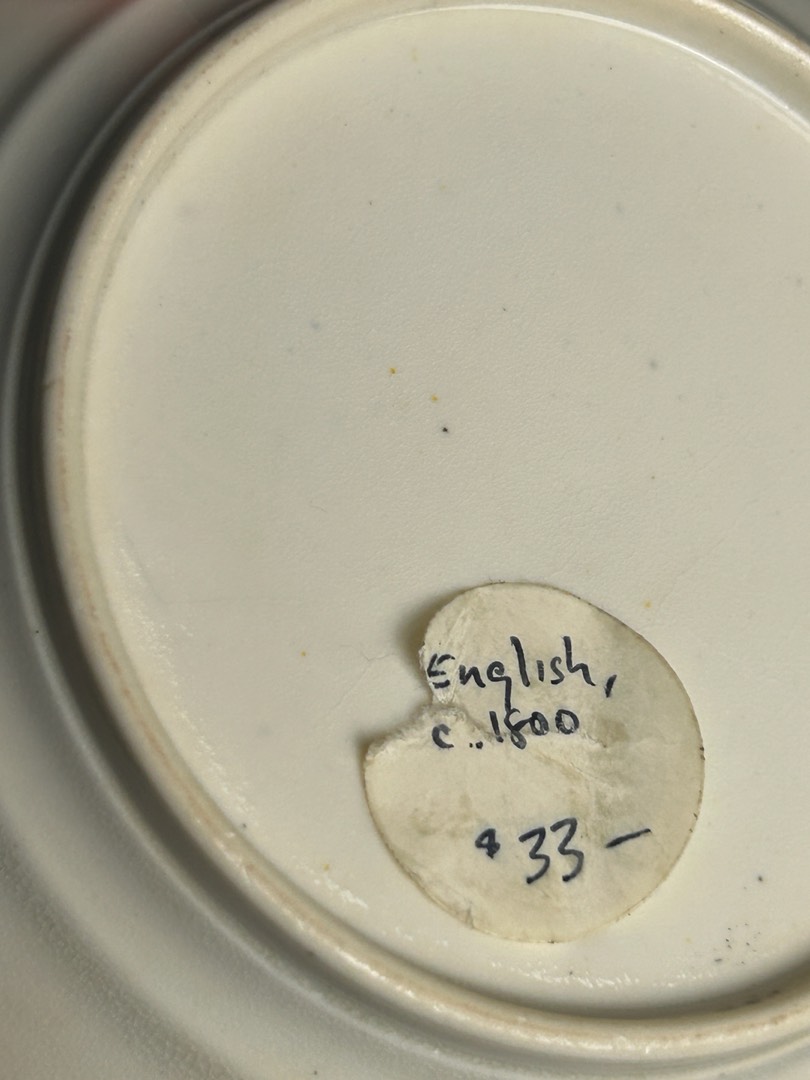 English,
c. 1800
$33—